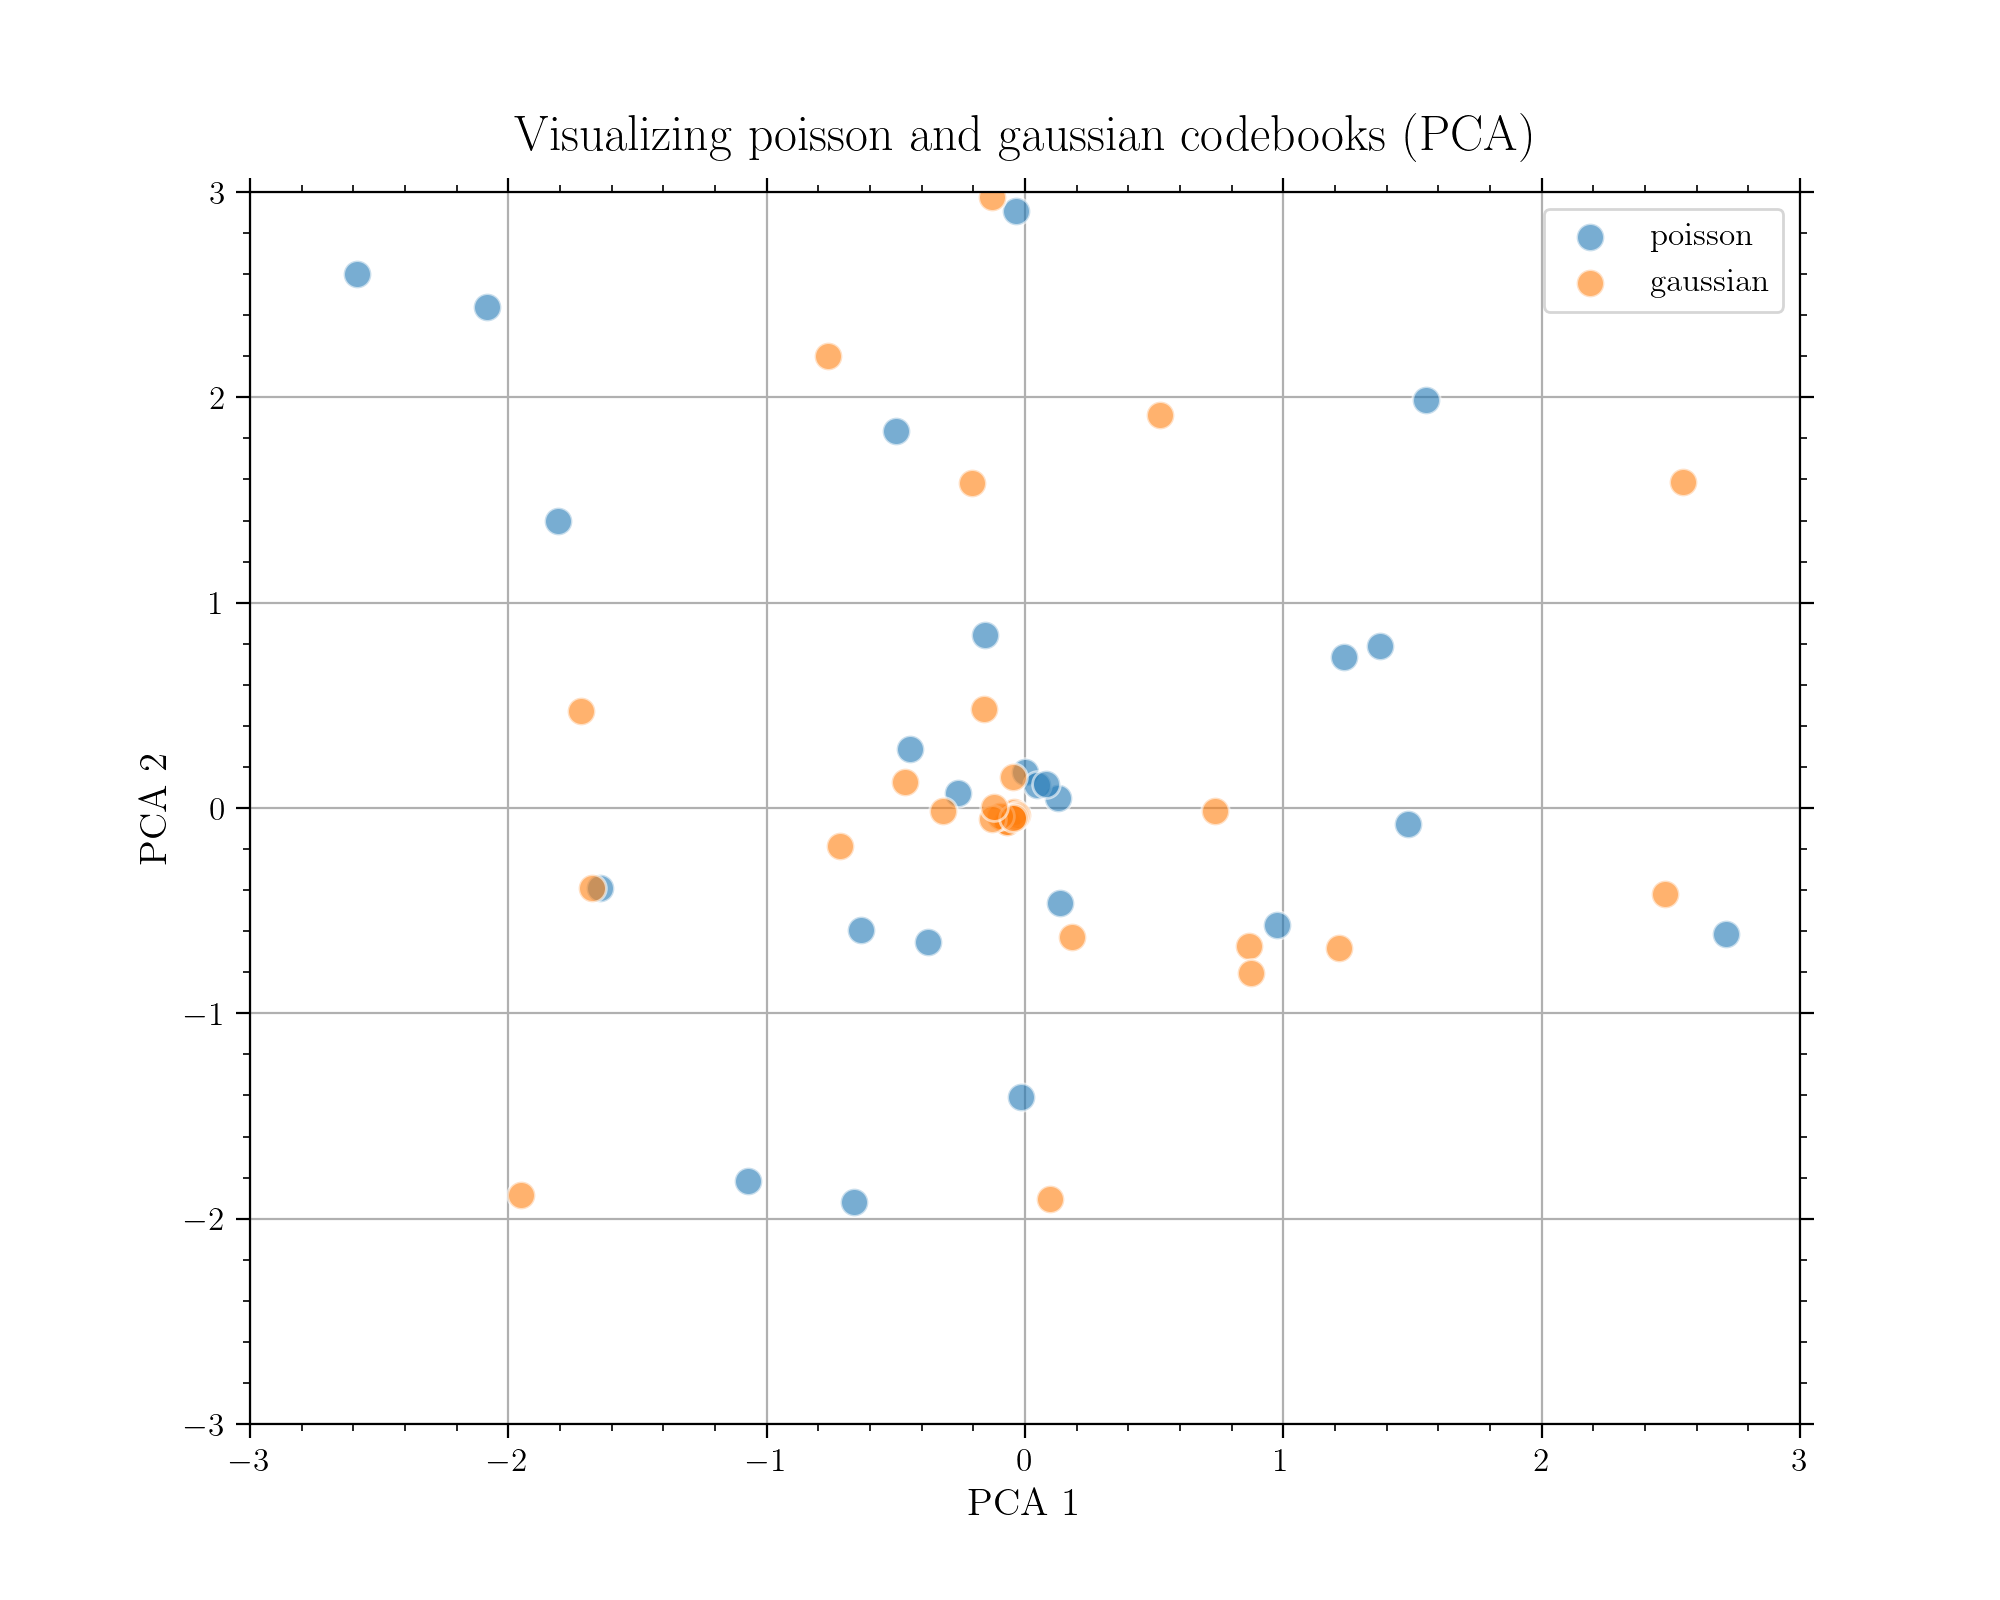 Visualizing poisson and gaussian codebooks (PCA)
poisson
gaussian
3
2
1
0
−1
−2
−3
PCA 2
−3 −2 −1 0 1 2 3
PCA 1